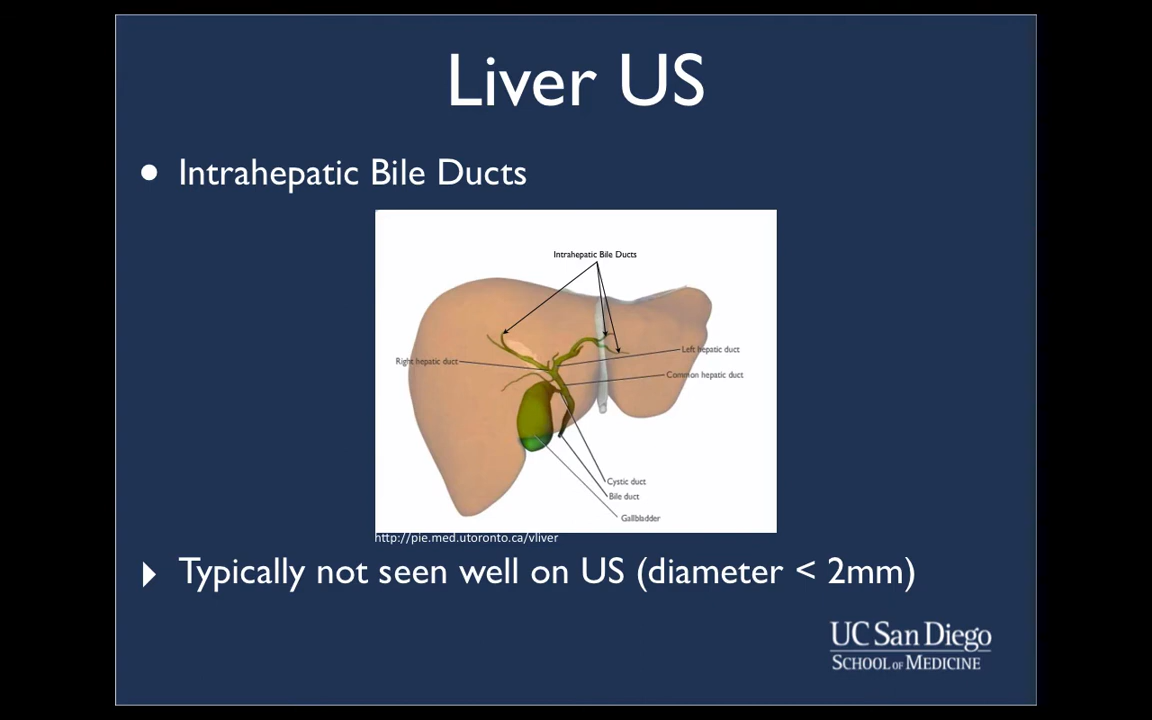 Liver US
Intrahepatic Bile Ducts
Intrahepatic Bile Ducts
Right hepatic duct
Left hepatic duct
Common hepatic duct
Cystic duct
Bile duct
Gallbladder
http://pie.med.utoronto.ca/vliver
Typically not seen well on US (diameter < 2mm)
UC San Diego
SCHOOL OF MEDICINE